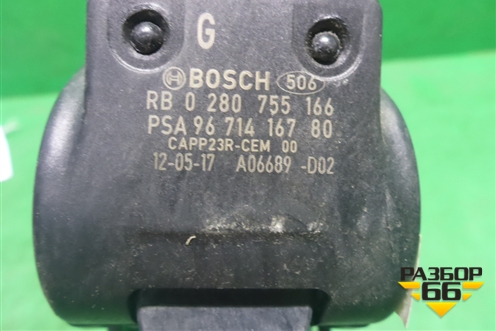 G
BOSCH 506
RB 0 280 755 166
PSA 96 714 167 80
CAPP23R-CEM 00
12-05-17 A06689 -D02
РАЗБОР
66